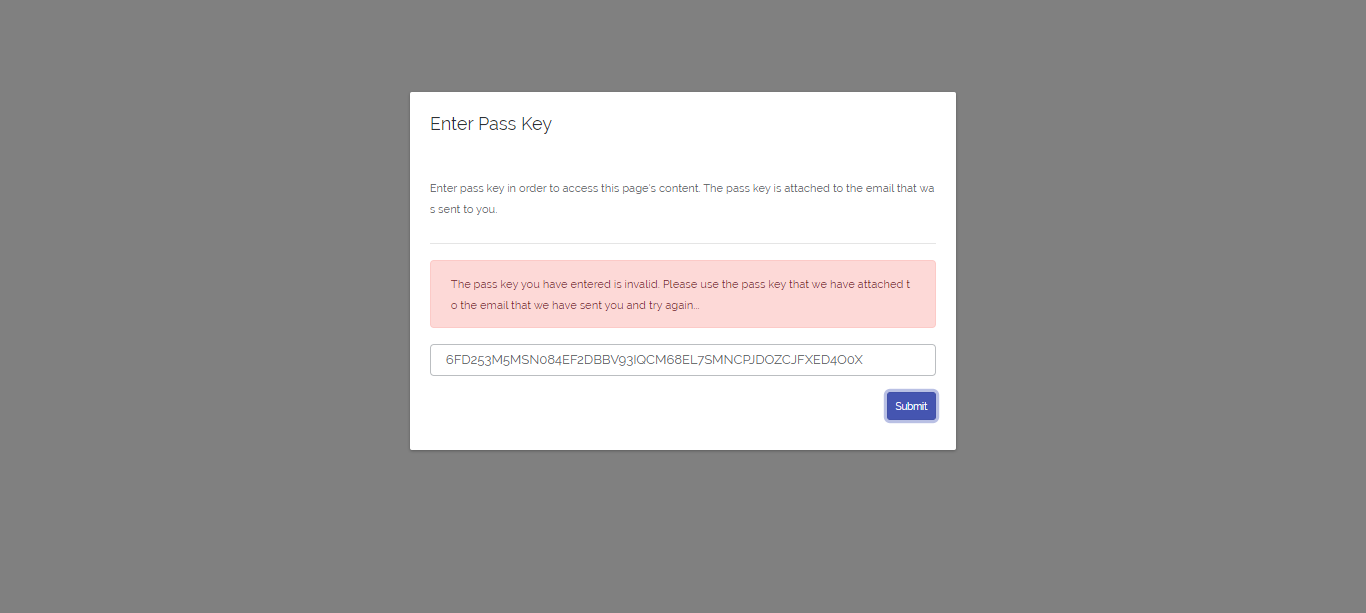 Enter Pass Key
Enter pass key in order to access this page's content. The pass key is attached to the email that wa
s sent to you.
The pass key you have entered is invalid. Please use the pass key that we have attached t
o the email that we have sent you and try again...
6FD253M5MSN084EF2DBBV93IQCM68EL7SMNCPJDOZCJFXED4O0X
Submit